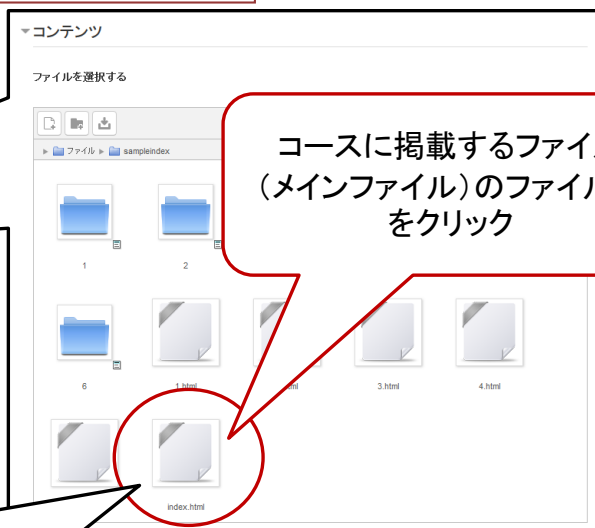 コンテンツ
ファイルを選択する
ファイル ▶ sampleindex
コースに掲載するファイ
（メインファイル）のファイル
をクリック
1
2
6
1.html
3.html
4.html
index.html